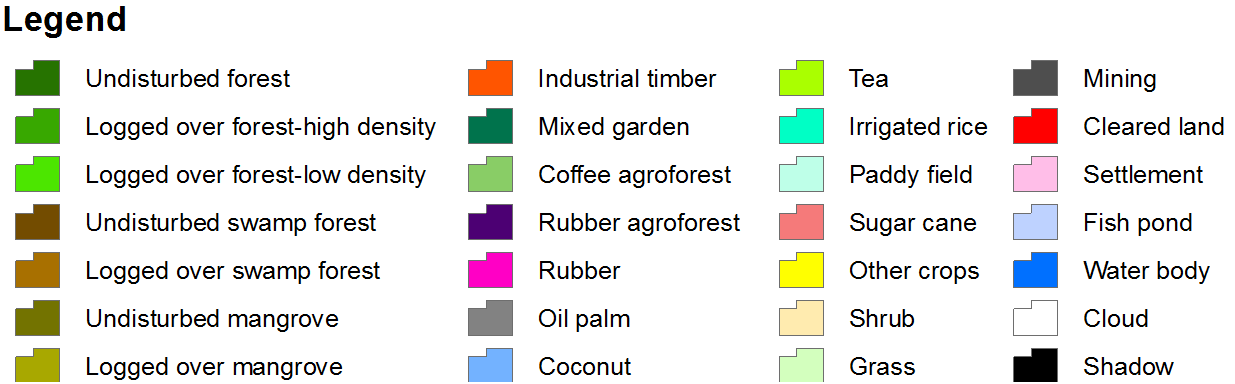 Legend
Undisturbed forest
Logged over forest-high density
Logged over forest-low density
Undisturbed swamp forest
Logged over swamp forest
Undisturbed mangrove
Logged over mangrove
Industrial timber
Mixed garden
Coffee agroforest
Rubber agroforest
Rubber
Oil palm
Coconut
Tea
Irrigated rice
Paddy field
Sugar cane
Other crops
Shrub
Grass
Mining
Cleared land
Settlement
Fish pond
Water body
Cloud
Shadow